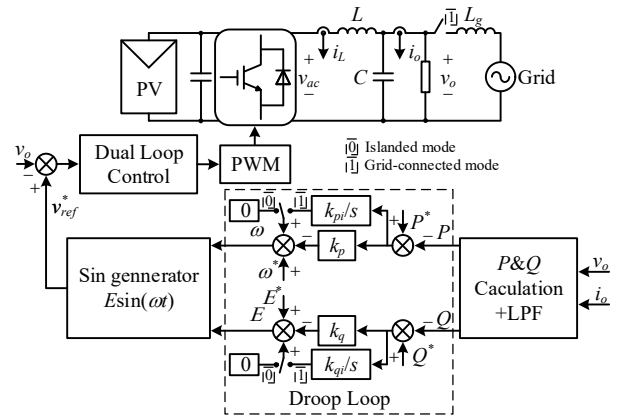 PV
v_ac
L
i_L
C
i_o
v_o
1
L_g
Grid
v_o
Dual Loop
Control
PWM
0 Islanded mode
1 Grid-connected mode
v*_ref
Sin gennerator
Esin(ωt)
0
0
1
k_pi/s
P*
ω
k_p
P
ω*
E*
E
k_q
Q
0
0
1
k_qi/s
Q*
Droop Loop
P&Q
Caculation
+LPF
v_o
i_o